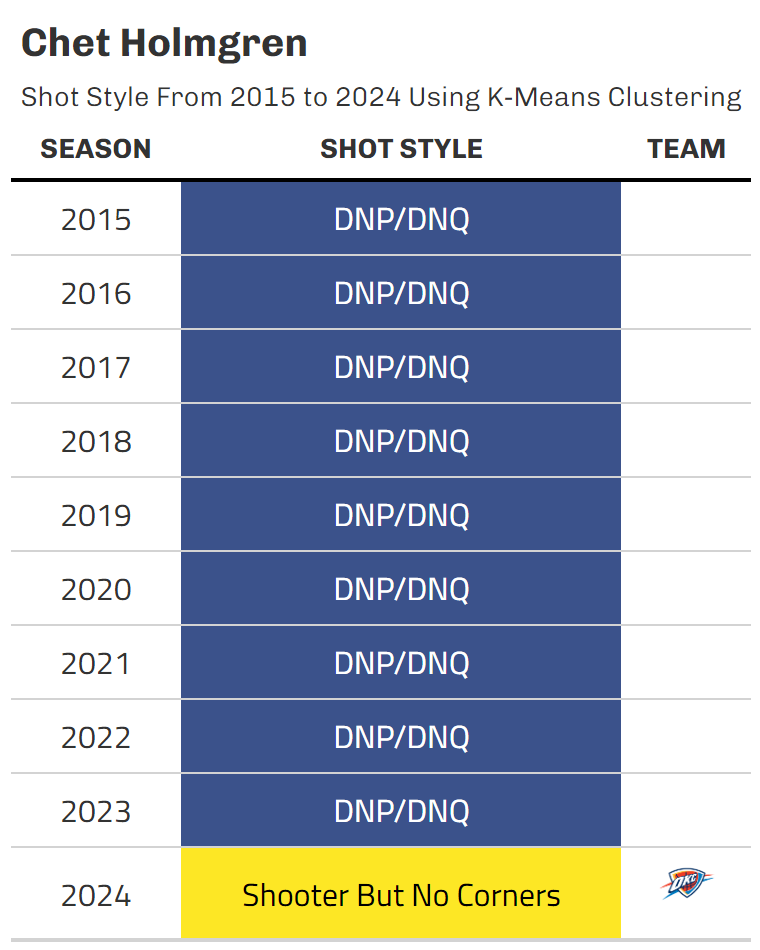 Chet Holmgren
Shot Style From 2015 to 2024 Using K-Means Clustering
SEASON SHOT STYLE TEAM
2015 DNP/DNQ
2016 DNP/DNQ
2017 DNP/DNQ
2018 DNP/DNQ
2019 DNP/DNQ
2020 DNP/DNQ
2021 DNP/DNQ
2022 DNP/DNQ
2023 DNP/DNQ
2024 Shooter But No Corners OKC